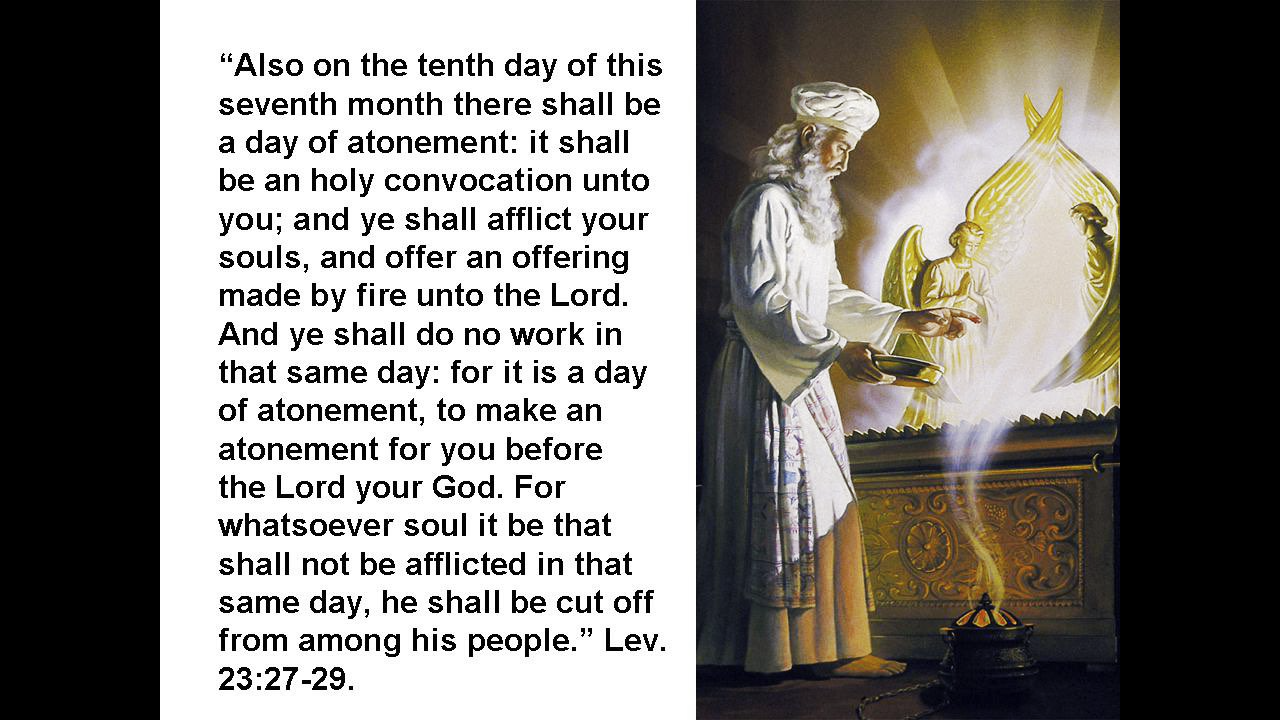 “Also on the tenth day of this
seventh month there shall be
a day of atonement: it shall
be an holy convocation unto
you; and ye shall afflict your
souls, and offer an offering
made by fire unto the Lord.
And ye shall do no work in
that same day: for it is a day
of atonement, to make an
atonement for you before
the Lord your God. For
whatsoever soul it be that
shall not be afflicted in that
same day, he shall be cut off
from among his people.” Lev.
23:27-29.